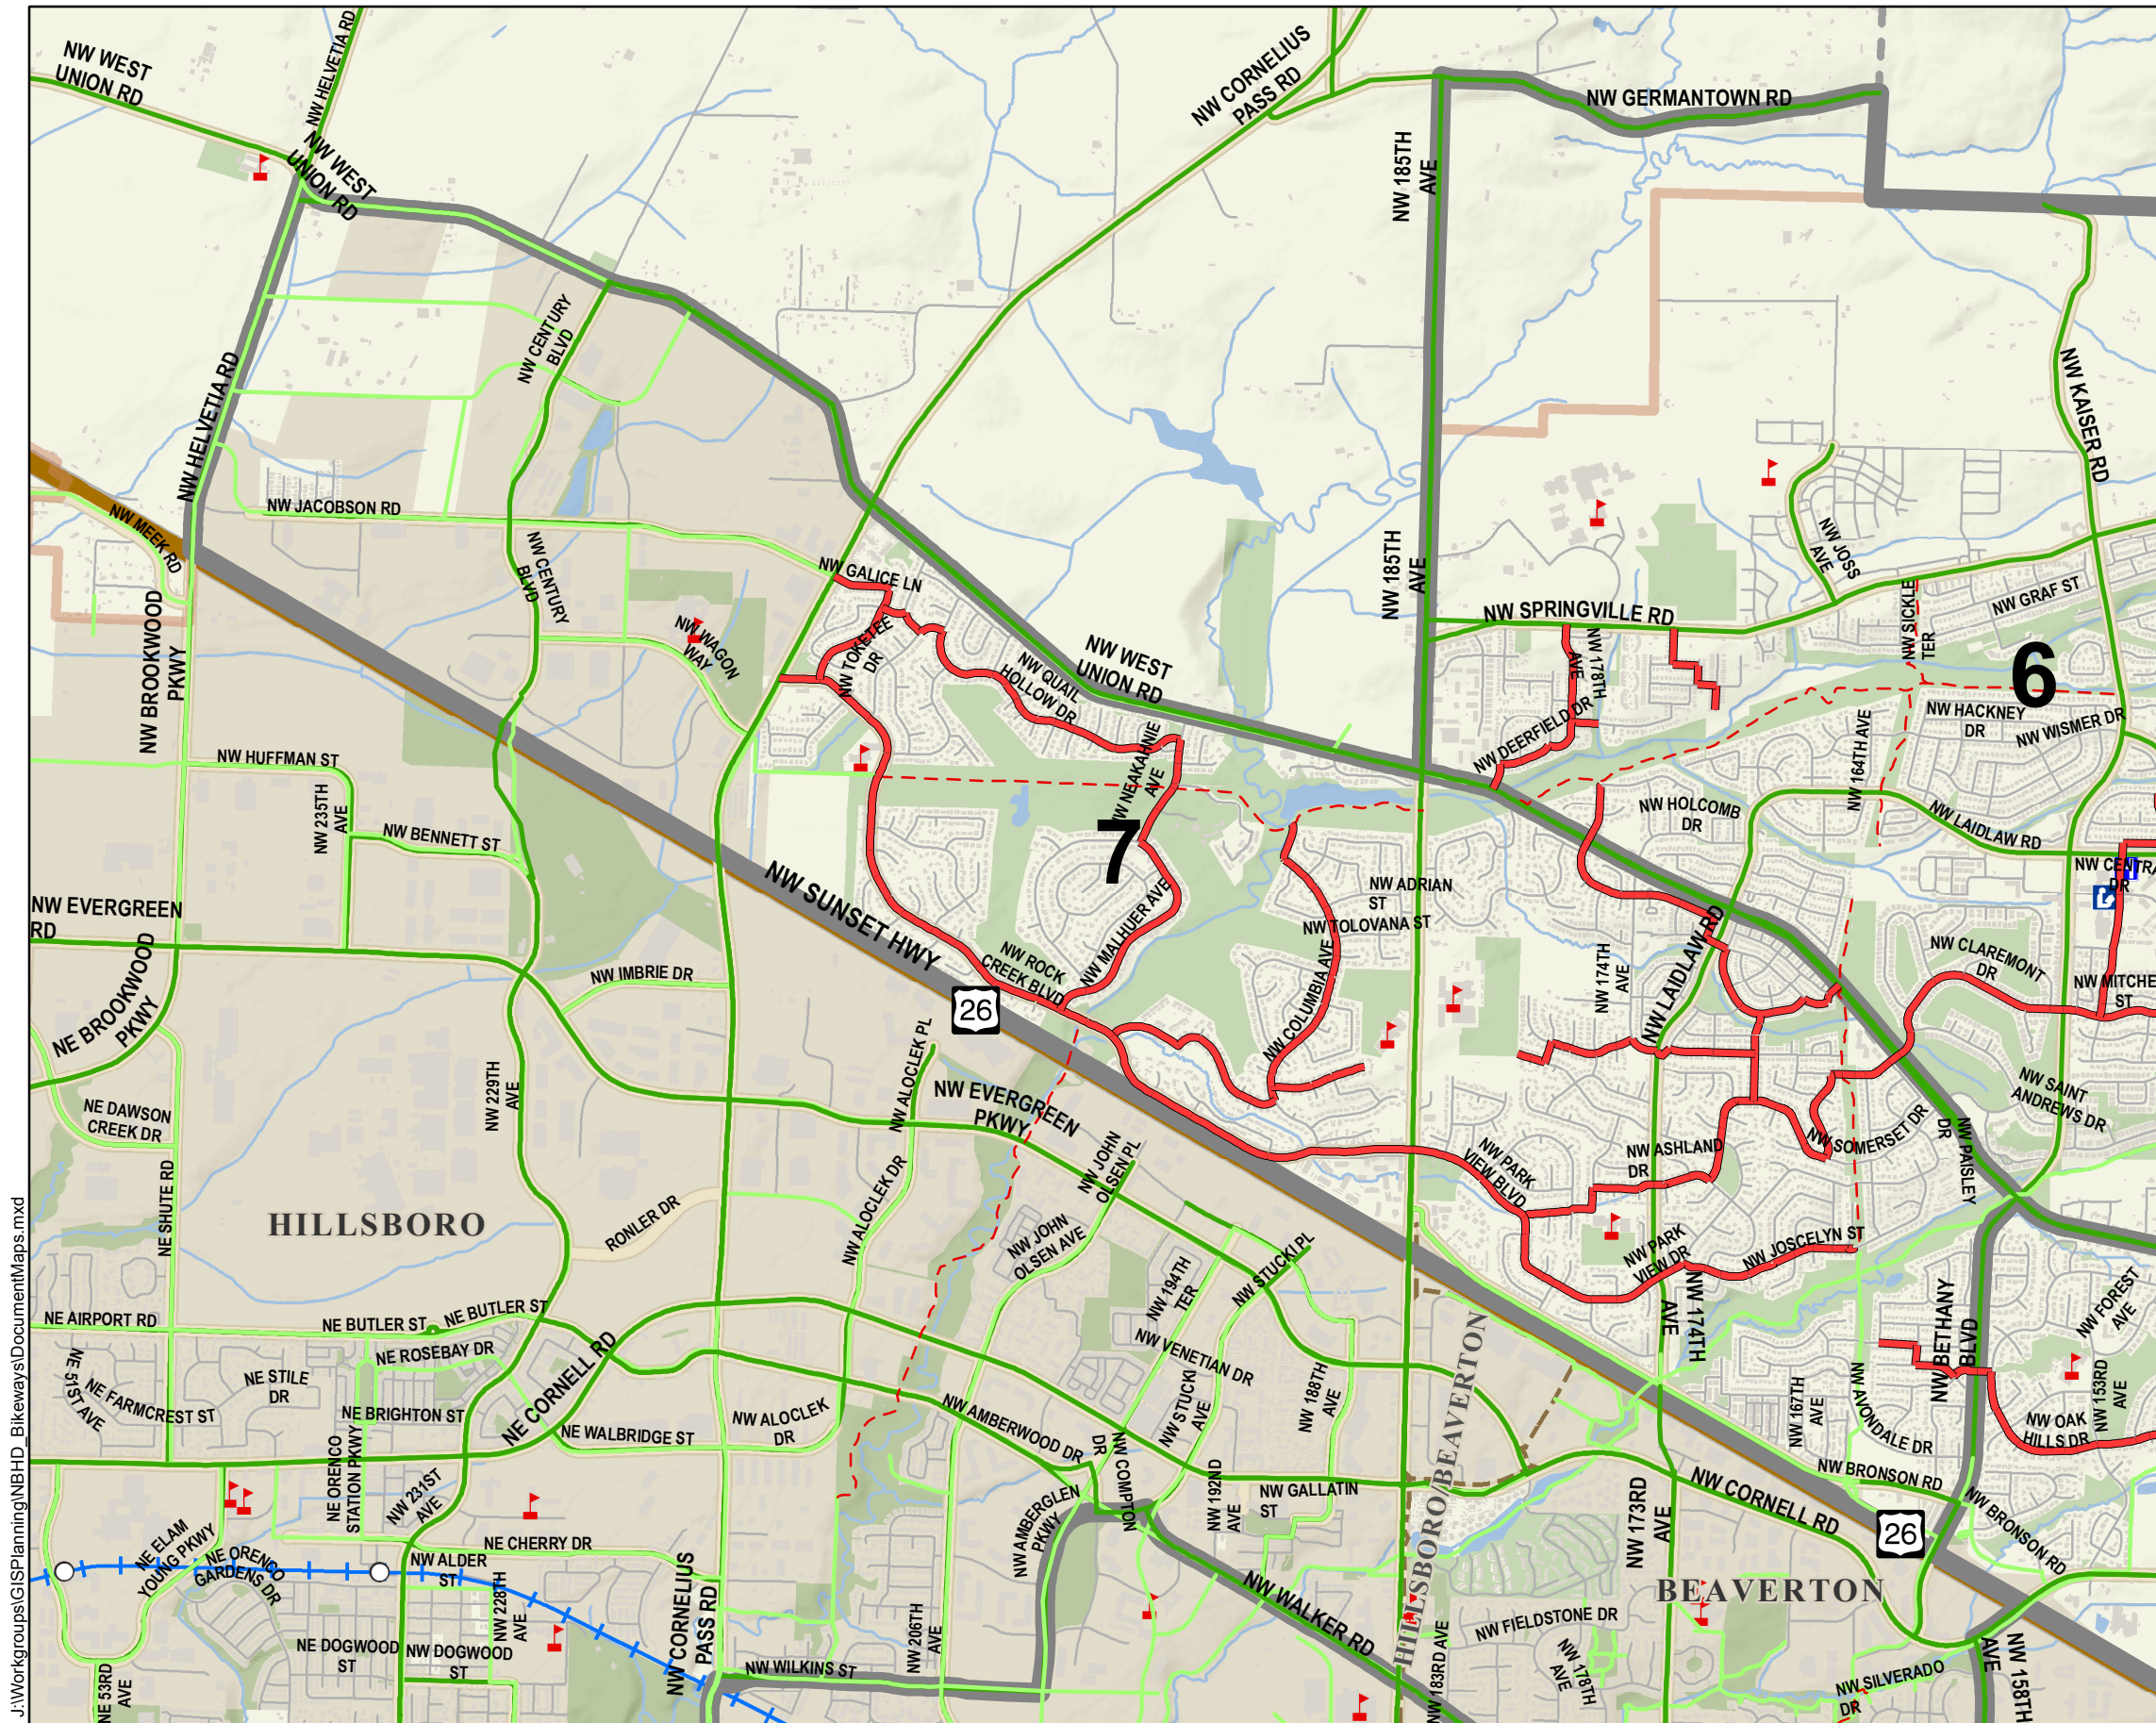 NW WEST
UNION RD
NW HELVETIA RD
NW WEST
UNION RD
NW CORNELIUS
PASS RD
NW GERMANTOWN RD
NW 185TH
AVE
NW CENTURY
BLVD
NW HELVETIA RD
NW KAISER RD
NW JACOBSON RD
NW MEEK RD
NW CENTURY
BLVD
NW GALICE LN
NW 185TH
AVE
NW JOSS
AVE
NW SPRINGVILLE RD
NW SICKLE
TER
NW GRAF ST
NW BROOKWOOD
PKWY
NW WAGON
WAY
NW TOKETEE
DR
NW QUAIL
HOLLOW DR
NW WEST
UNION RD
NW 178TH
AVE
NW DEERFIELD DR
6
NW HACKNEY
DR
NW WISMER DR
NW 164TH AVE
NW HUFFMAN ST
NW 235TH
AVE
NW BENNETT ST
NW NEAKAHNIE
AVE
7
NW HOLCOMB
DR
NW LAIDLAW RD
NW SUNSET HWY
NW ADRIAN
ST
NW TOLOVANA ST
NW MALHUER AVE
NW EVERGREEN
RD
NE BROOKWOOD
PKWY
NW IMBRIE DR
NW ROCK
CREEK BLVD
26
NW COLUMBIA AVE
NW 174TH
AVE
NW LAIDLAW RD
NW CLAREMONT
DR
NW MITCHE
ST
NE DAWSON
CREEK DR
NW 229TH
AVE
NW ALOCLEK PL
NW EVERGREEN
PKWY
NW JOHN
OLSEN PL
NW SAINT
ANDREWS DR
NW PAISLEY
DR
NW SOMERSET DR
NW ASHLAND
DR
NW PARK
VIEW BLVD
NE SHUTE RD
HILLSBORO
RONLER DR
NW ALOCLEK DR
NW JOHN
OLSEN AVE
NW STUCKI PL
NW 194TH
TER
NW PARK
VIEW DR
NW JOSCELYN ST
NW 174TH
AVE
NW BETHANY
BLVD
NW FOREST
AVE
NE AIRPORT RD
NE BUTLER ST
NE BUTLER ST
NE ROSEBAY DR
NE CORNELL RD
NE 51ST AVE
NE FARMCREST ST
NE STILE
DR
NE BRIGHTON ST
NE ORENCO
STATION PKWY
NW 231ST
AVE
NE WALBRIDGE ST
NW ALOCLEK
DR
NW AMBERWOOD DR
NW VENETIAN DR
NW STUCKI
AVE
NW 188TH
AVE
HILLSBORO/BEAVERTON
NW 167TH
AVE
NW AVONDALE DR
NW 153RD
AVE
NW OAK
HILLS DR
NW BRONSON RD
NW BRONSON RD
NW CORNELL RD
26
BEAVERTON
NW 173RD
AVE
NW COMPTON
DR
NW 192ND
AVE
NW GALLATIN
ST
NW AMBERGLEN
PKWY
NE ELAM
YOUNG PKWY
NE ORENCO
GARDENS DR
NE CHERRY DR
NW ALDER
ST
NW 228TH
AVE
NW CORNELIUS
PASS RD
NW 206TH
AVE
NW WALKER RD
NW FIELDSTONE DR
NW 178TH
AVE
NW 183RD AVE
NW SILVERADO
DR
NW 158TH
AVE
NE DOGWOOD
ST
NW DOGWOOD
ST
NW WILKINS ST
NE 53RD
AVE
J:\Workgroups\GISPlanning\NBHD_Bikeways\DocumentMaps.mxd